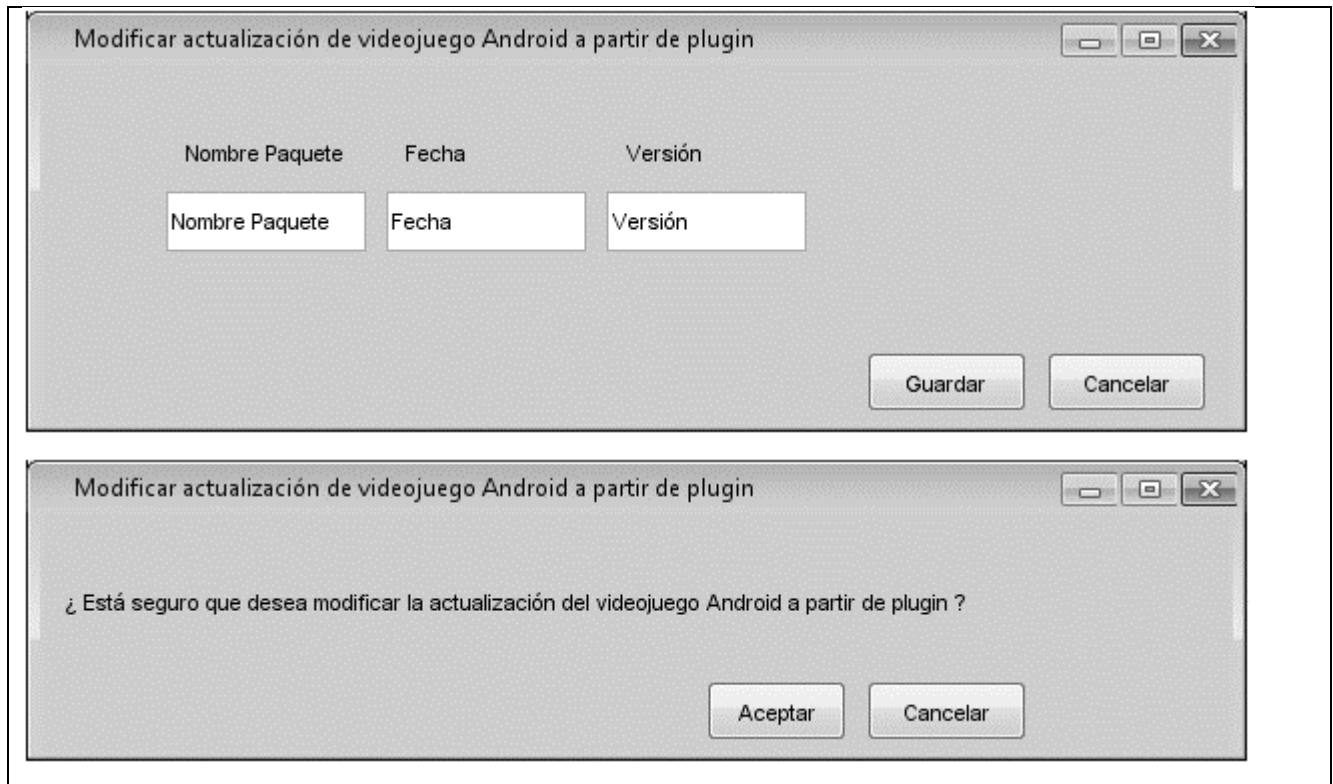 Modificar actualización de videojuego Android a partir de plugin
Nombre Paquete Fecha Versión
Nombre Paquete Fecha Versión
Guardar Cancelar
Modificar actualización de videojuego Android a partir de plugin
¿ Está seguro que desea modificar la actualización del videojuego Android a partir de plugin ?
Aceptar Cancelar